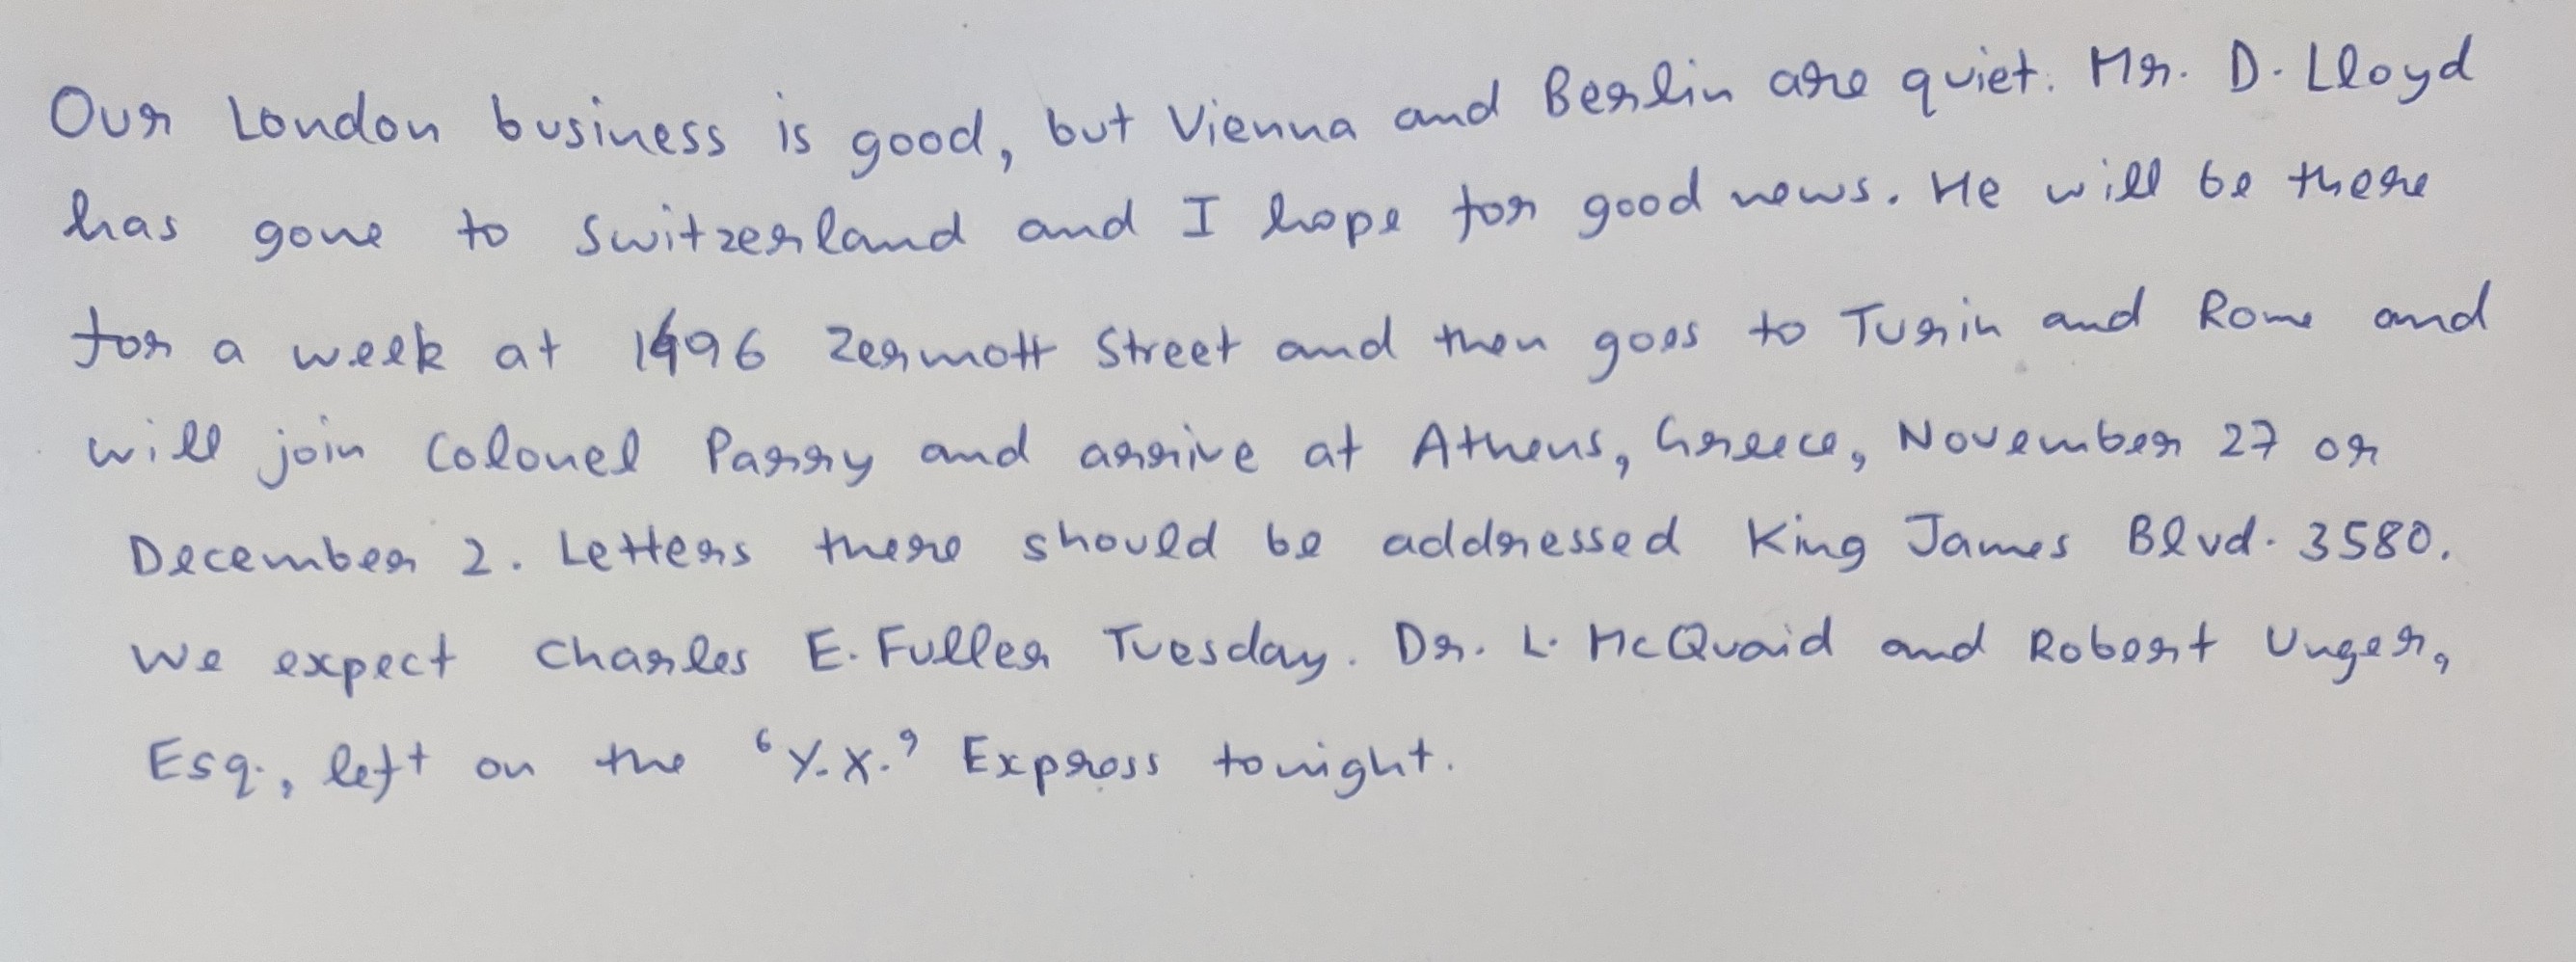 Our London business is good, but Vienna and Berlin are quiet. Mr. D. Lloyd
has gone to Switzerland and I hope for good news. He will be there
for a week at 1496 Zermott Street and then goes to Turin and Rome and
will join Colonel Parry and arrive at Athens, Greece, November 27 or
December 2. Letters there should be addressed King James Blvd. 3580.
We expect Charles E. Fuller Tuesday. Dr. L. McQuaid and Robert Unger,
Esq., left on the 'Y.X.' Express tonight.